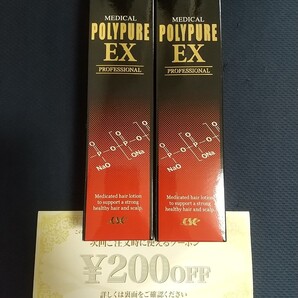 MEDICAL
POLYPURE
EX
PROFESSIONAL
NaO
ONa
Medicated hair lotion
to support a strong
healthy hair and scalp.
CSC
MEDICAL
POLYPURE
EX
PROFESSIONAL
NaO
ONa
Medicated hair lotion
to support a strong
healthy hair and scalp.
CSC
次回ご注文時に使えるクーポン
¥200OFF
詳しくは裏面をご確認ください